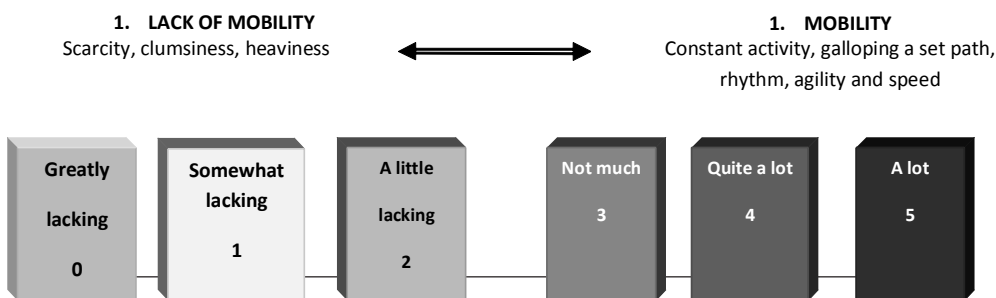 1. LACK OF MOBILITY
Scarcity, clumsiness, heaviness
1. MOBILITY
Constant activity, galloping a set path,
rhythm, agility and speed
Greatly
lacking
0
Somewhat
lacking
1
A little
lacking
2
Not much
3
Quite a lot
4
A lot
5